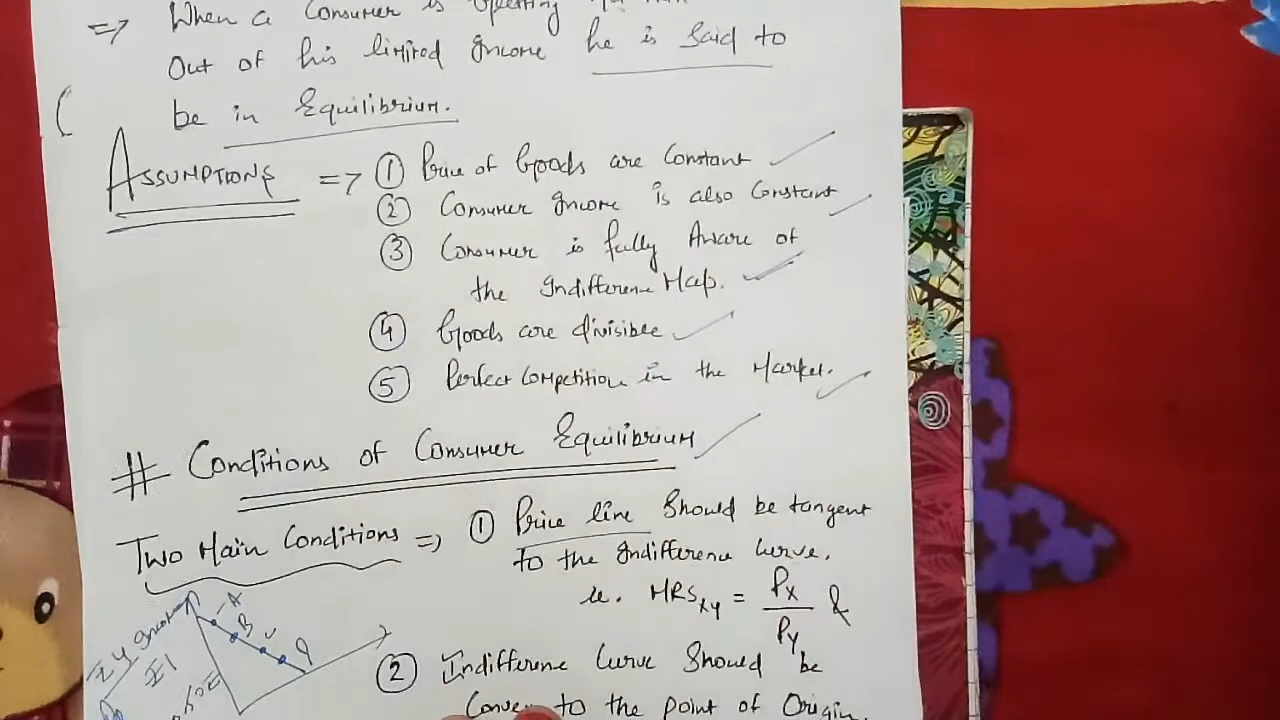 => When a Consumer is
Out of his limited Income he is Said to
be in Equilibrium.
ASSUMPTIONS => ① Price of Goods are Constant
② Consumer Income is also Constant
③ Consumer is fully Aware of
the Indifference Map.
④ Goods are divisible
⑤ Perfect Competition in the Market.
# Conditions of Consumer Equilibrium
Two Main Conditions => ① Price line Should be tangent
to the Indifference Curve.
ie. MRSxy = Px / Py &
② Indifference Curve Should be
to the point of Origin.
A
B
C